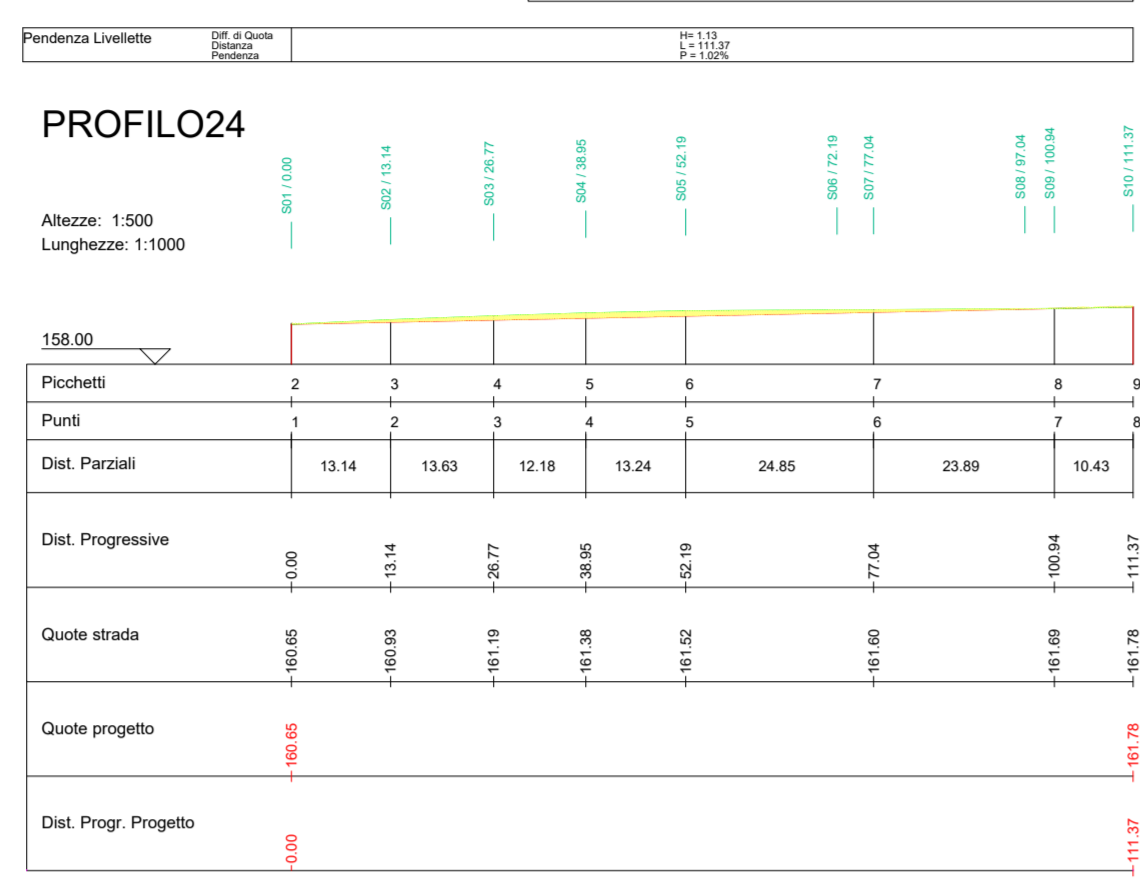 Pendenza Livellette
Diff. di Quota
Distanza
Pendenza
H= 1.13
L = 111.37
P = 1.02%
PROFILO24
Altezze: 1:500
Lunghezze: 1:1000
S01 / 0.00
S02 / 13.14
S03 / 26.77
S04 / 38.95
S05 / 52.19
S06 / 72.19
S07 / 77.04
S08 / 97.04
S09 / 100.94
S10 / 111.37
158.00
Picchetti 2 3 4 5 6 7 8 9
Punti 1 2 3 4 5 6 7 8
Dist. Parziali 13.14 13.63 12.18 13.24 24.85 23.89 10.43
Dist. Progressive 0.00 13.14 26.77 38.95 52.19 77.04 100.94 111.37
Quote strada 160.65 160.93 161.19 161.38 161.52 161.60 161.69 161.78
Quote progetto 160.65 161.78
Dist. Progr. Progetto 0.00 111.37